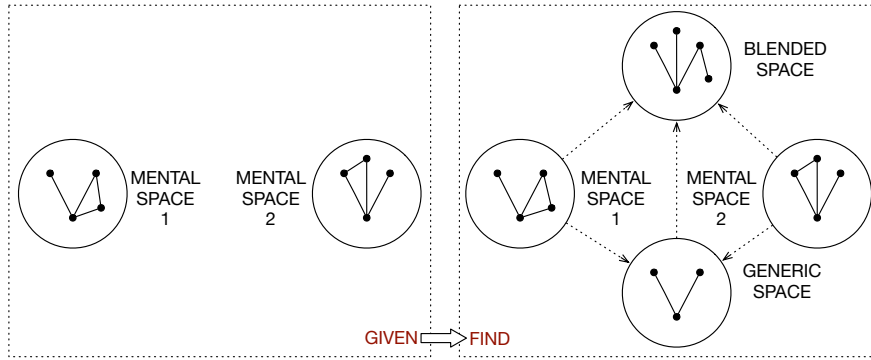 MENTAL
SPACE
1
MENTAL
SPACE
2
GIVEN
BLENDED
SPACE
MENTAL
SPACE
1
MENTAL
SPACE
2
GENERIC
SPACE
FIND